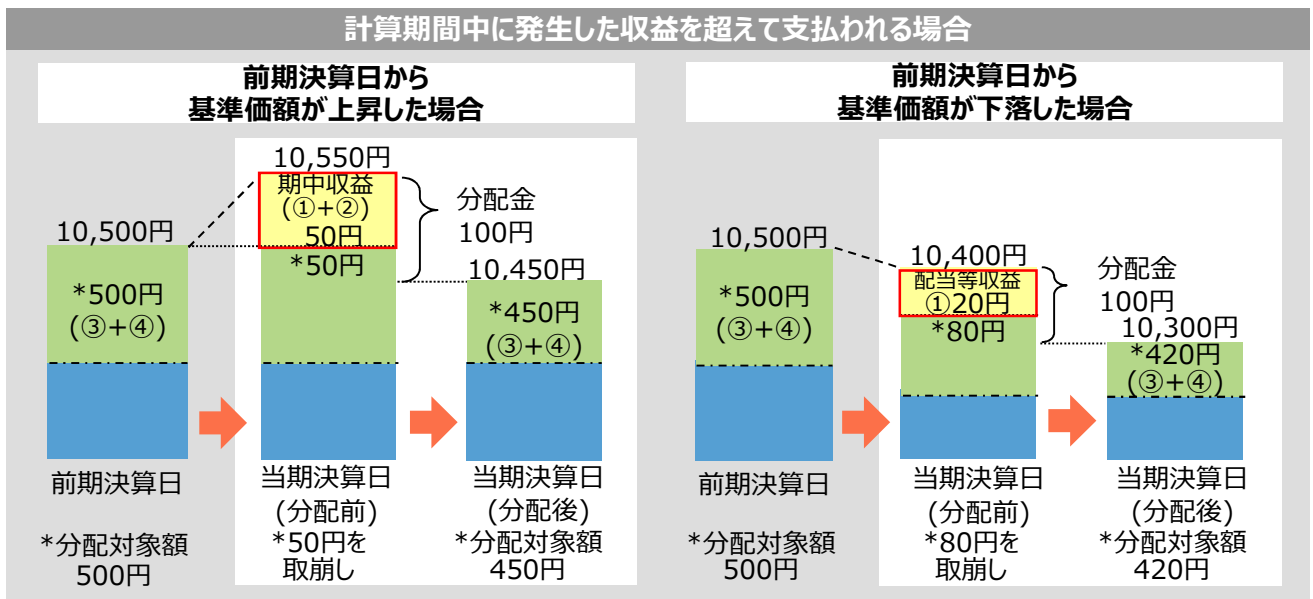 計算期間中に発生した収益を超えて支払われる場合
前期決算日から
基準価額が上昇した場合
10,500円
*500円
(③+④)
前期決算日
*分配対象額
500円
10,550円
期中収益
(①+②)
50円
*50円
当期決算日
(分配前)
*50円を
取崩し
分配金
100円
10,450円
*450円
(③+④)
当期決算日
(分配後)
*分配対象額
450円
前期決算日から
基準価額が下落した場合
10,500円
*500円
(③+④)
前期決算日
*分配対象額
500円
10,400円
配当等収益
①20円
*80円
当期決算日
(分配前)
*80円を
取崩し
分配金
100円
10,300円
*420円
(③+④)
当期決算日
(分配後)
*分配対象額
420円